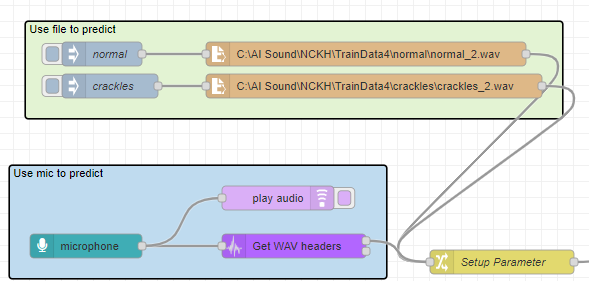 Use file to predict
normal
C:\AI Sound\NCKH\TrainData4\normal\normal_2.wav
crackles
C:\AI Sound\NCKH\TrainData4\crackles\crackles_2.wav
Use mic to predict
play audio
microphone
Get WAV headers
Setup Parameter